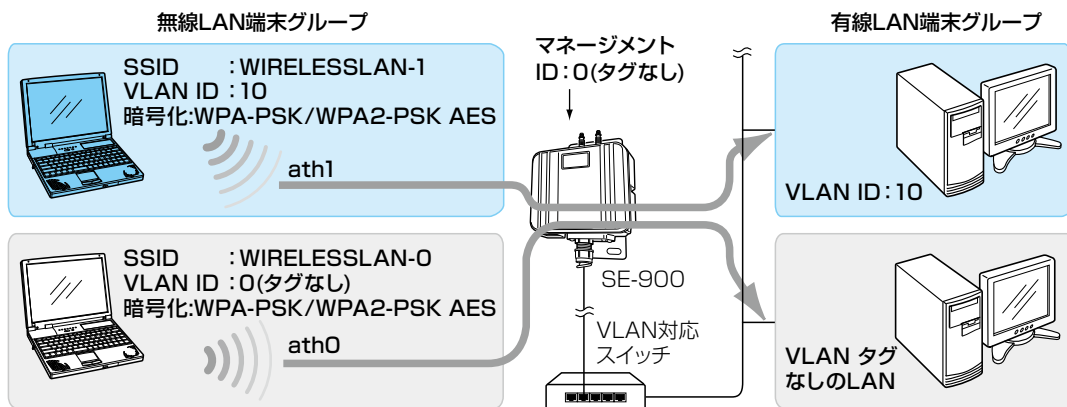 無線LAN端末グループ
有線LAN端末グループ
マネージメント
ID:0(タグなし)
SSID :WIRELESSLAN-1
VLAN ID :10
暗号化:WPA-PSK/WPA2-PSK AES
ath1
VLAN ID:10
SSID :WIRELESSLAN-0
VLAN ID :0(タグなし)
暗号化:WPA-PSK/WPA2-PSK AES
ath0
SE-900
VLAN対応
スイッチ
VLAN タグ
なしのLAN